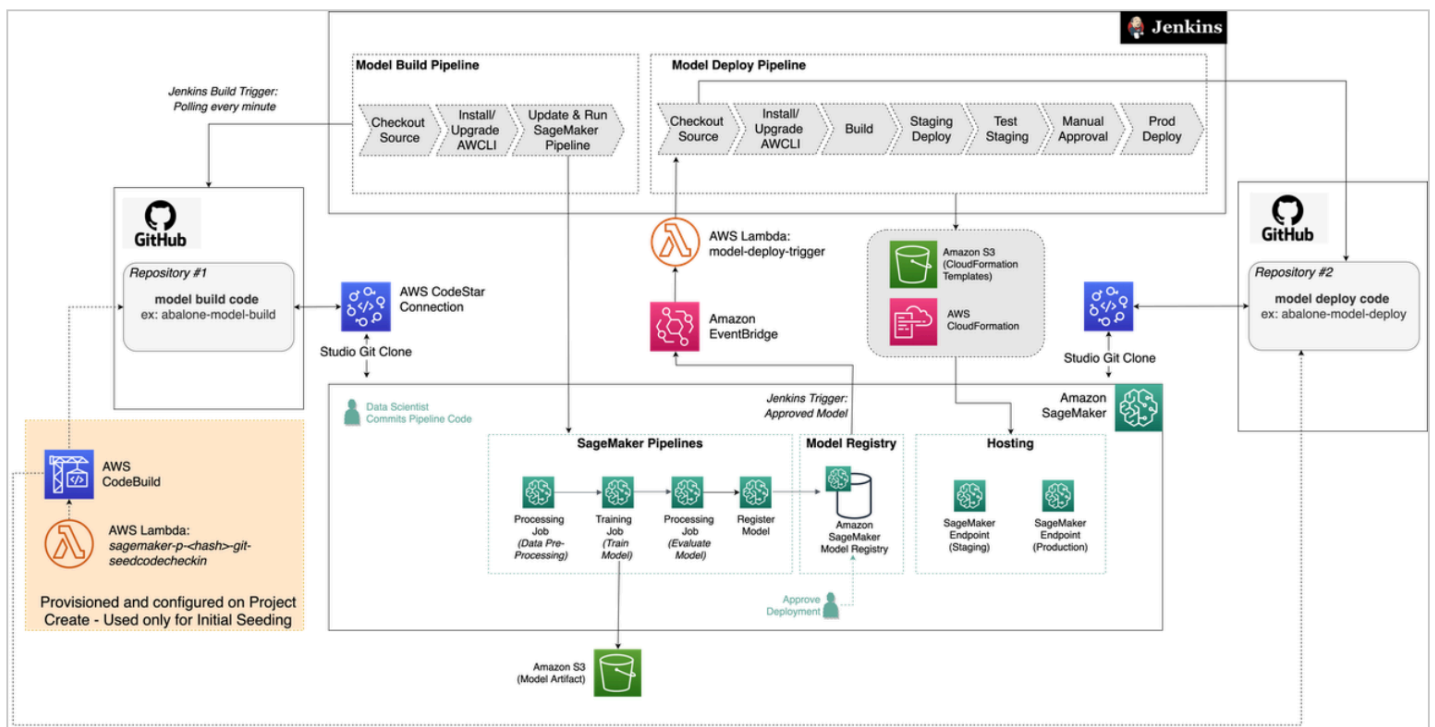 Jenkins
Model Build Pipeline
Model Deploy Pipeline
Jenkins Build Trigger:
Polling every minute
Checkout
Source
Install/
Upgrade
AWCLI
Update & Run
SageMaker
Pipeline
Checkout
Source
Install/
Upgrade
AWCLI
Build
Staging
Deploy
Test
Staging
Manual
Approval
Prod
Deploy
GitHub
Repository #1
model build code
ex: abalone-model-build
AWS CodeStar
Connection
Studio Git Clone
AWS Lambda:
model-deploy-trigger
Amazon
EventBridge
Amazon S3
(CloudFormation
Templates)
AWS
CloudFormation
GitHub
Repository #2
model deploy code
ex: abalone-model-deploy
Studio Git Clone
Data Scientist
Commits Pipeline Code
Jenkins Trigger:
Approved Model
Amazon
SageMaker
SageMaker Pipelines
Model Registry
Hosting
Processing
Job
(Data Pre-
Processing)
Training
Job
(Train
Model)
Processing
Job
(Evaluate Model)
Register
Model
Amazon
SageMaker
Model Registry
SageMaker
Endpoint
(Staging)
SageMaker
Endpoint
(Production)
Approve
Deployment
AWS
CodeBuild
AWS Lambda:
sagemaker-p-<hash>-git-
seedcodecheckin
Provisioned and configured on Project
Create - Used only for Initial Seeding
Amazon S3
(Model Artifact)